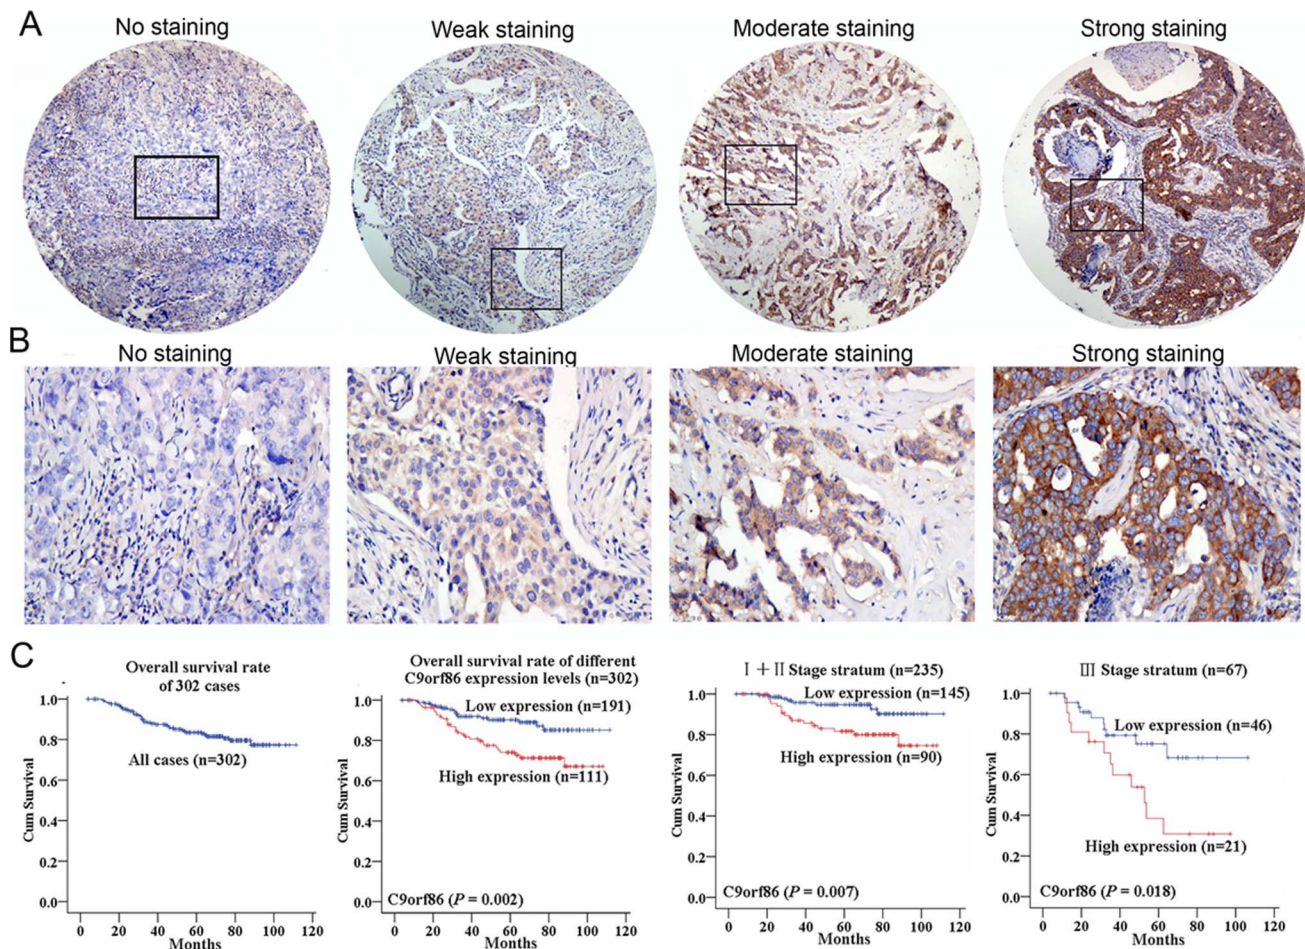 A
No staining
Weak staining
Moderate staining
Strong staining
B
No staining
Weak staining
Moderate staining
Strong staining
C
Overall survival rate
of 302 cases
1.0
0.8
0.6
0.4
0.2
0.0
Cum Survival
All cases (n=302)
0 20 40 60 80 100 120
Months
Overall survival rate of different
C9orf86 expression levels (n=302)
1.0
0.8
0.6
0.4
0.2
0.0
Cum Survival
Low expression (n=191)
High expression (n=111)
C9orf86 (P = 0.002)
0 20 40 60 80 100 120
Months
Ⅰ+Ⅱ Stage stratum (n=235)
1.0
0.8
0.6
0.4
0.2
0.0
Cum Survival
Low expression (n=145)
High expression (n=90)
C9orf86 (P = 0.007)
0 20 40 60 80 100 120
Months
Ⅲ Stage stratum (n=67)
1.0
0.8
0.6
0.4
0.2
0.0
Cum Survival
Low expression (n=46)
High expression (n=21)
C9orf86 (P = 0.018)
0 20 40 60 80 100 120
Months